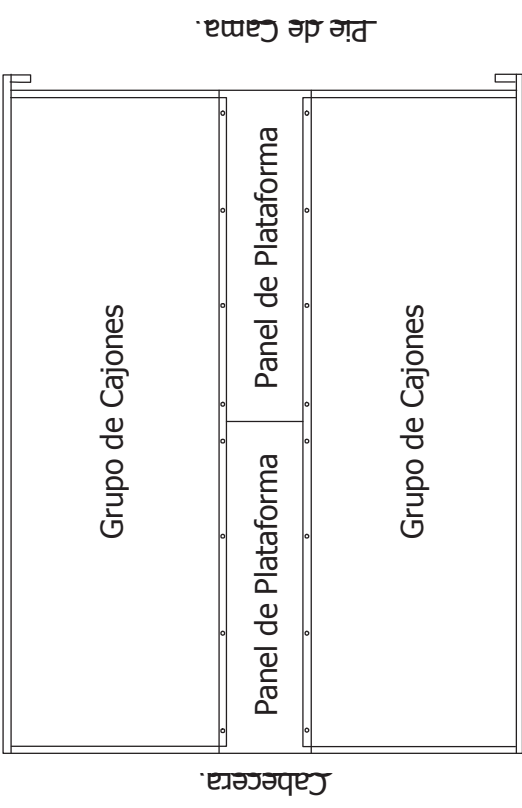 Pie de Cama.
Grupo de Cajones
Panel de Plataforma
Panel de Plataforma
Grupo de Cajones
Cabecera.